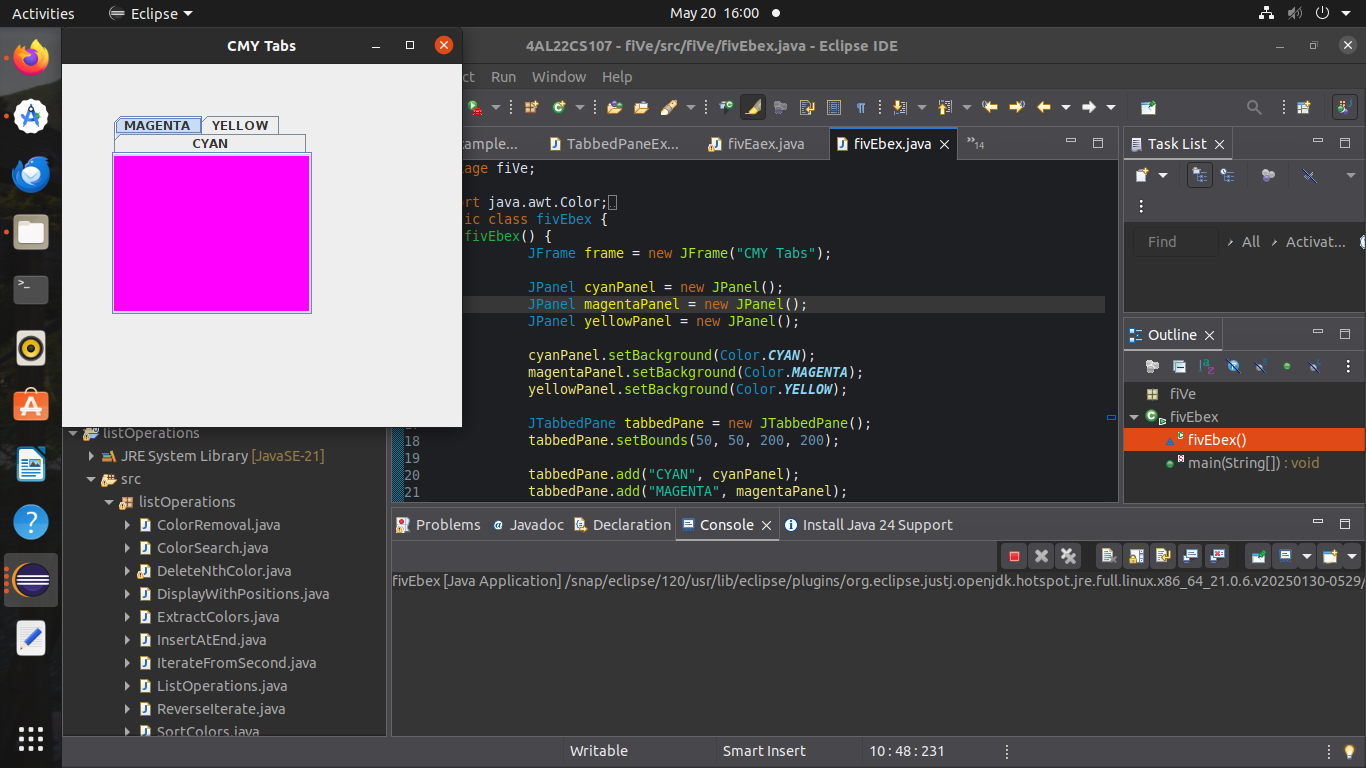 Activities
Eclipse
May 20 16:00
CMY Tabs
4AL22CS107 - fiVe/src/fiVe/fivEbex.java - Eclipse IDE
ct Run Window Help
MAGENTA YELLOW
CYAN
xample... TabbedPaneEx... fivEaex.java fivEbex.java 14
age fiVe;
rt java.awt.Color;
ic class fivEbex {
fivEbex() {
JFrame frame = new JFrame("CMY Tabs");
JPanel cyanPanel = new JPanel();
JPanel magentaPanel = new JPanel();
JPanel yellowPanel = new JPanel();
cyanPanel.setBackground(Color.CYAN);
magentaPanel.setBackground(Color.MAGENTA);
yellowPanel.setBackground(Color.YELLOW);
JTabbedPane tabbedPane = new JTabbedPane();
18 tabbedPane.setBounds(50, 50, 200, 200);
19
20 tabbedPane.add("CYAN", cyanPanel);
21 tabbedPane.add("MAGENTA", magentaPanel);
Task List
Find All Activat...
Outline
fiVe
fivEbex
fivEbex()
main(String[]) : void
listOperations
JRE System Library [JavaSE-21]
src
listOperations
ColorRemoval.java
ColorSearch.java
DeleteNthColor.java
DisplayWithPositions.java
ExtractColors.java
InsertAtEnd.java
IterateFromSecond.java
ListOperations.java
ReverseIterate.java
SortColors.java
Problems Javadoc Declaration Console Install Java 24 Support
fivEbex [Java Application] /snap/eclipse/120/usr/lib/eclipse/plugins/org.eclipse.justj.openjdk.hotspot.jre.full.linux.x86_64_21.0.6.v20250130-0529/
Writable Smart Insert 10:48:231